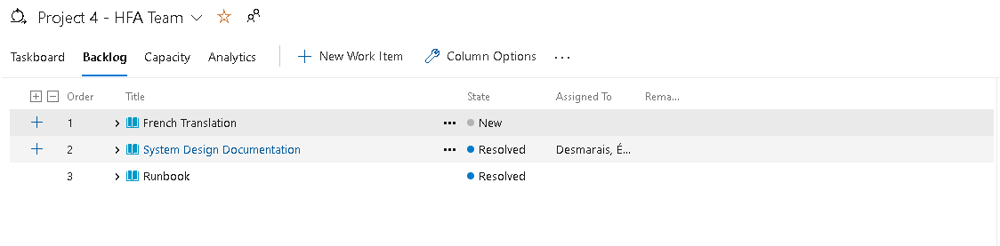 Project 4 - HFA Team
Taskboard Backlog Capacity Analytics New Work Item Column Options ...
Order Title State Assigned To Rema...
1 French Translation ... New
2 System Design Documentation ... Resolved Desmarais, É...
3 Runbook Resolved